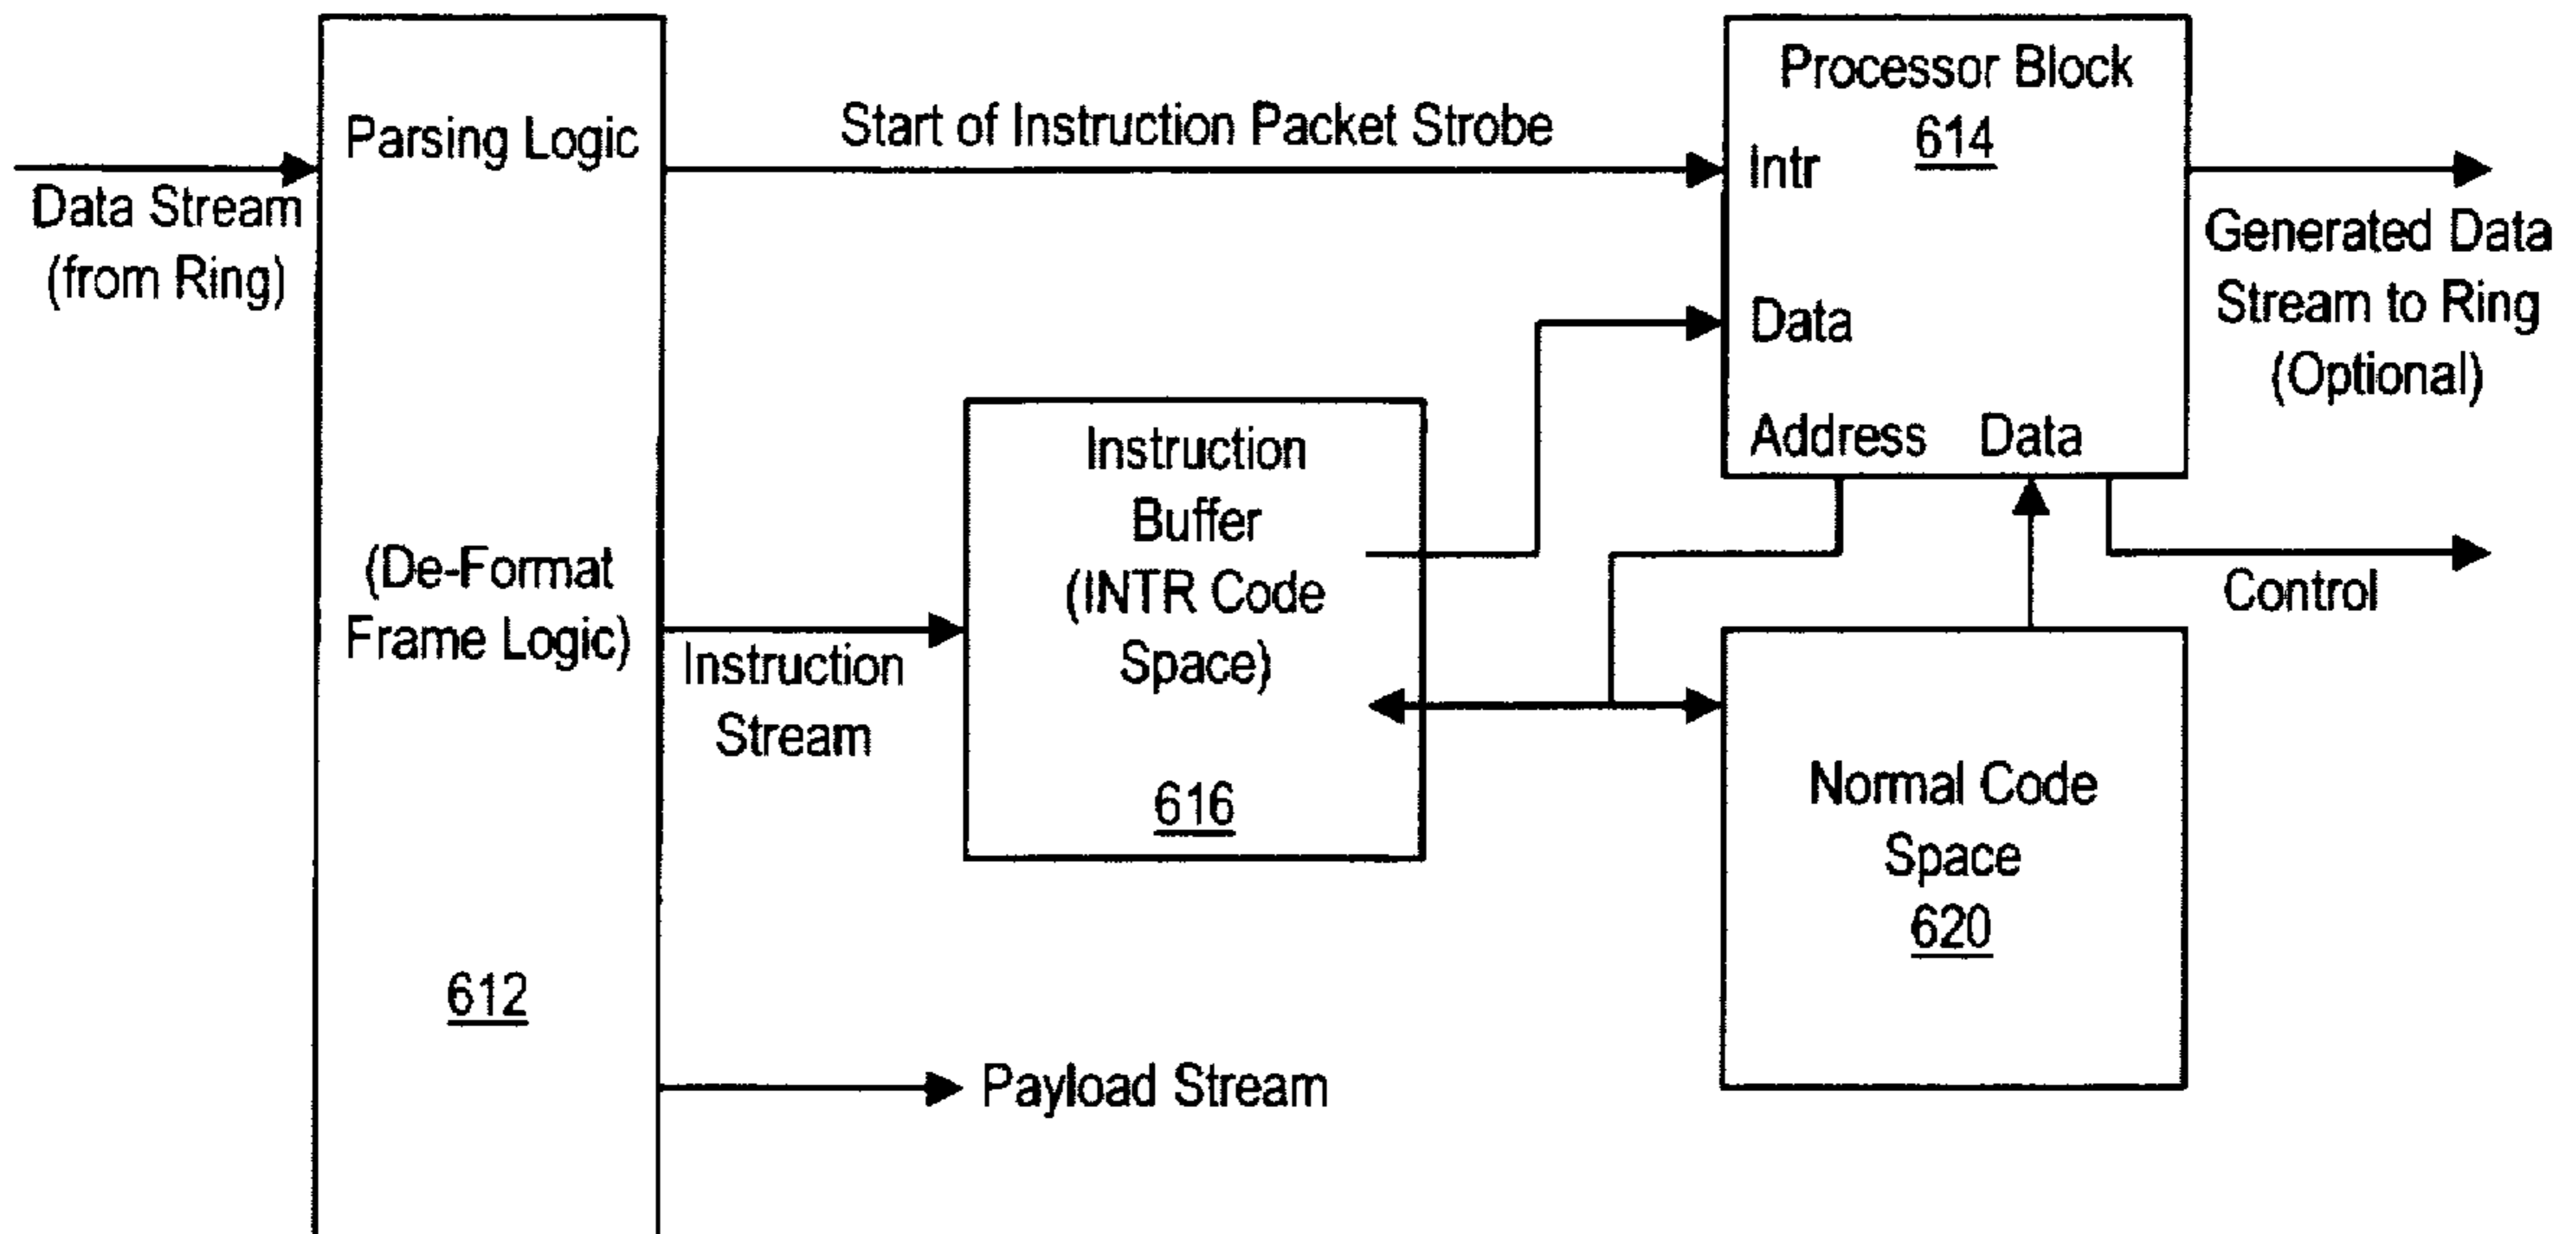 Parsing Logic
(De-Format
Frame Logic)
612
Data Stream
(from Ring)
Start of Instruction Packet Strobe
Instruction
Stream
Payload Stream
Instruction
Buffer
(INTR Code
Space)
616
Processor Block
614
Intr
Data
Address Data
Generated Data
Stream to Ring
(Optional)
Control
Normal Code
Space
620